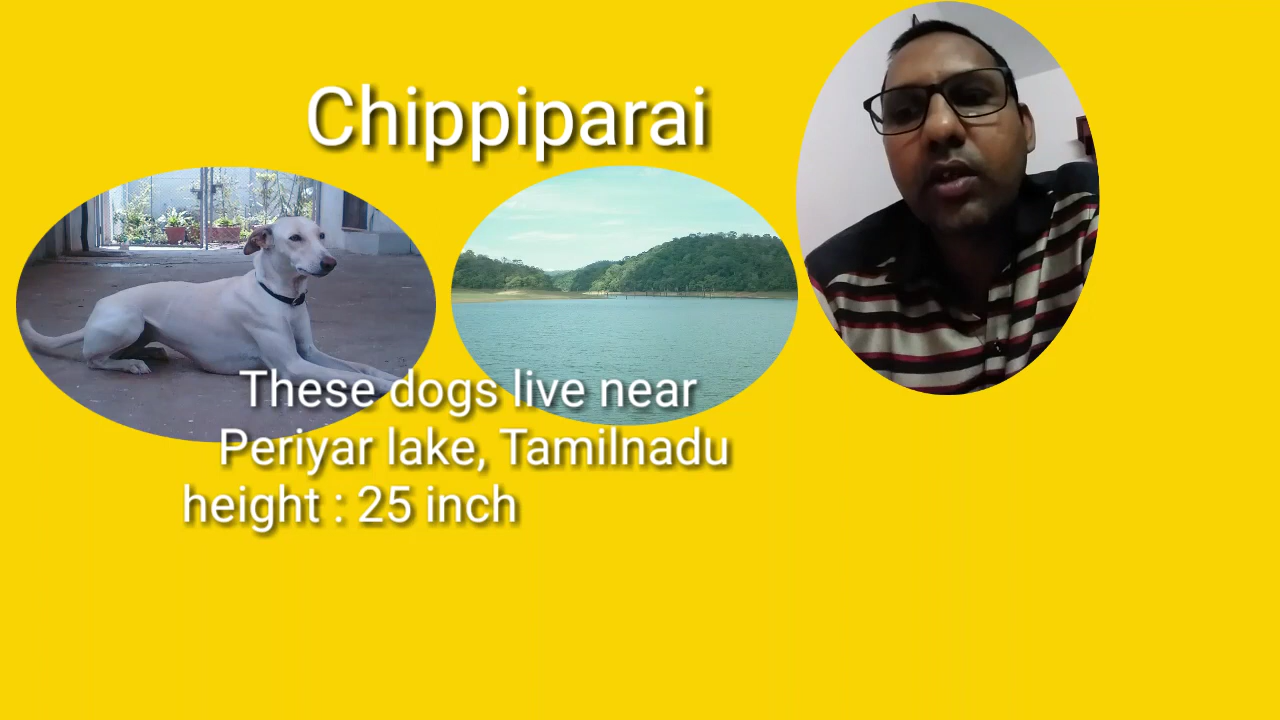 Chippiparai
These dogs live near
Periyar lake, Tamilnadu
height : 25 inch